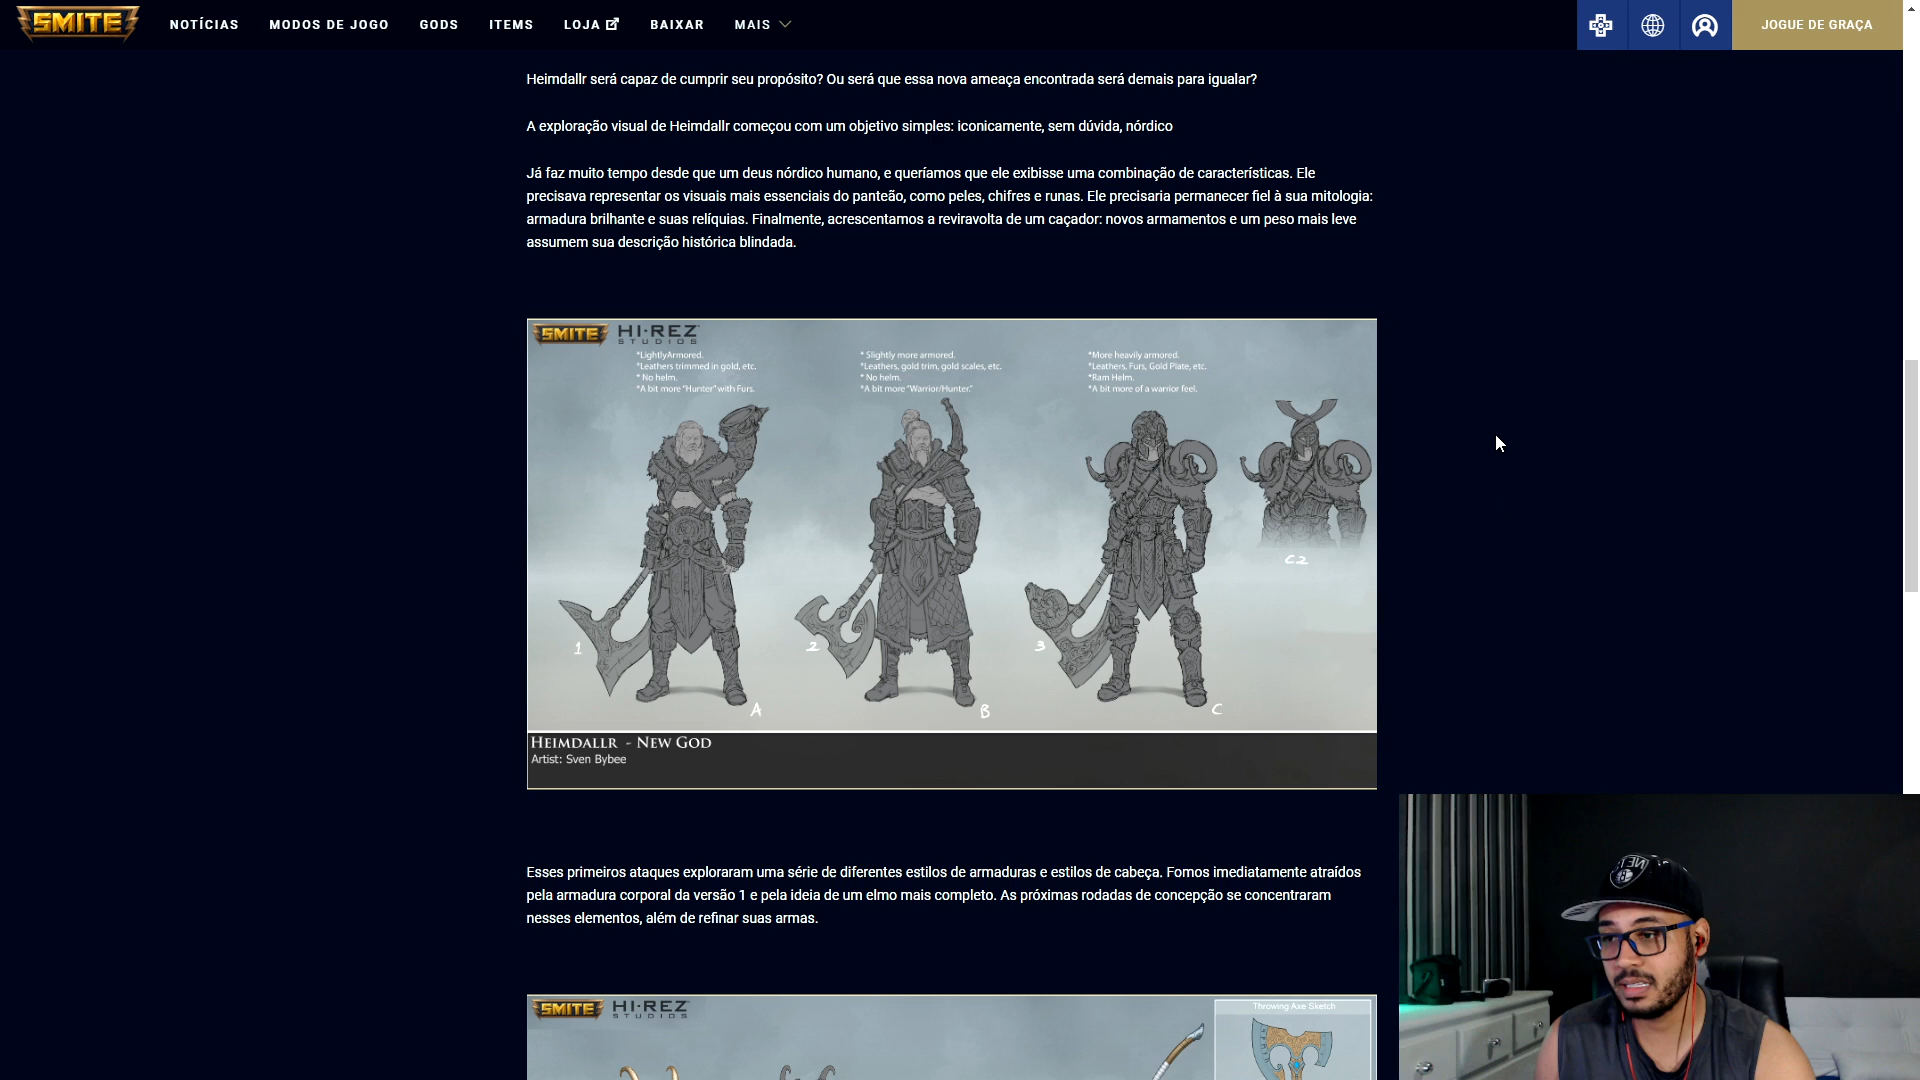 SMITE
NOTÍCIAS
MODOS DE JOGO
GODS
ITEMS
LOJA
BAIXAR
MAIS
JOGUE DE GRAÇA
Heimdallr será capaz de cumprir seu propósito? Ou será que essa nova ameaça encontrada será demais para igualar?
A exploração visual de Heimdallr começou com um objetivo simples: iconicamente, sem dúvida, nórdico
Já faz muito tempo desde que um deus nórdico humano, e queríamos que ele exibisse uma combinação de características. Ele
precisava representar os visuais mais essenciais do panteão, como peles, chifres e runas. Ele precisaria permanecer fiel à sua mitologia:
armadura brilhante e suas relíquias. Finalmente, acrescentamos a reviravolta de um caçador: novos armamentos e um peso mais leve
assumem sua descrição histórica blindada.
SMITE
HI-REZ
STUDIOS
*LightlyArmored.
*Leathers trimmed in gold, etc.
* No helm.
*A bit more "Hunter" with Furs.
* Slightly more armored.
*Leathers, gold trim, gold scales, etc.
* No helm.
*A bit more "Warrior/Hunter."
*More heavily armored.
*Leathers, Furs, Gold Plate, etc.
*Ram Helm.
*A bit more of a warrior feel.
C2
1
2
3
A
B
C
HEIMDALLR - NEW GOD
Artist: Sven Bybee
Esses primeiros ataques exploraram uma série de diferentes estilos de armaduras e estilos de cabeça. Fomos imediatamente atraídos
pela armadura corporal da versão 1 e pela ideia de um elmo mais completo. As próximas rodadas de concepção se concentraram
nesses elementos, além de refinar suas armas.
SMITE
HI-REZ
STUDIOS
Throwing Axe Sketch